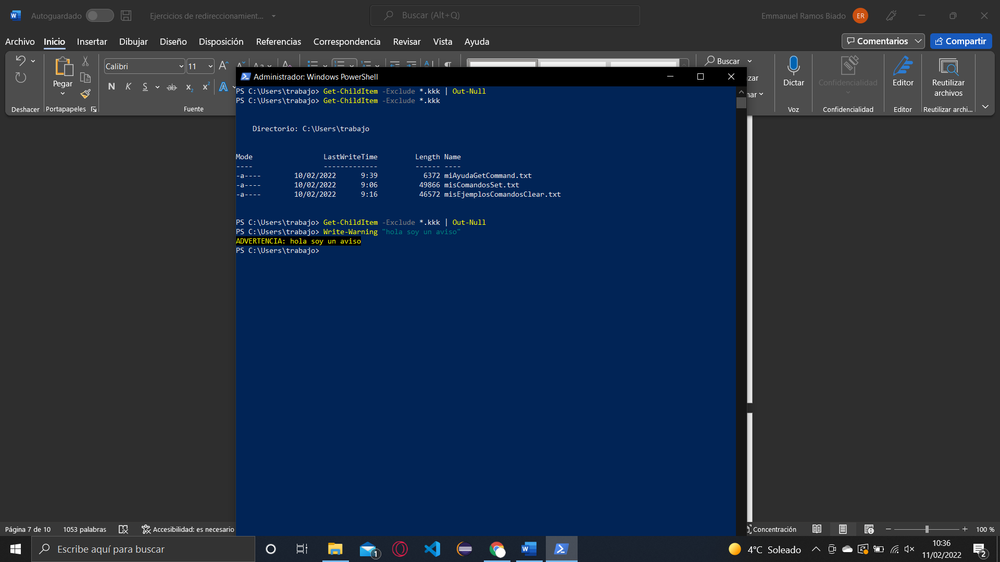 Autoguardado
Ejercicios de redireccionamient...
Buscar (Alt+Q)
Emmanuel Ramos Biado
ER
Archivo Inicio Insertar Dibujar Diseño Disposición Referencias Correspondencia Revisar Vista Ayuda
Comentarios
Compartir
Calibri
11
Pegar
N K S ab x₂ x² A
Deshacer
Portapapeles
Fuente
Buscar
zar
nar
Dictar
Voz
Confidencialidad
Confidencialidad
Editor
Editor
Reutilizar
archivos
Reutilizar archi...
Administrador: Windows PowerShell
PS C:\Users\trabajo> Get-ChildItem -Exclude *.kkk | Out-Null
PS C:\Users\trabajo> Get-ChildItem -Exclude *.kkk
Directorio: C:\Users\trabajo
Mode                 LastWriteTime         Length Name
----                 -------------         ------ ----
-a----        10/02/2022      9:39           6372 miAyudaGetCommand.txt
-a----        10/02/2022      9:06          49866 misComandosSet.txt
-a----        10/02/2022      9:16          46572 misEjemplosComandosClear.txt
PS C:\Users\trabajo> Get-ChildItem -Exclude *.kkk | Out-Null
PS C:\Users\trabajo> Write-Warning "hola soy un aviso"
ADVERTENCIA: hola soy un aviso
PS C:\Users\trabajo>
Página 7 de 10
1053 palabras
Accesibilidad: es necesario
Concentración
100 %
Escribe aquí para buscar
1
4°C Soleado
10:36
11/02/2022
2